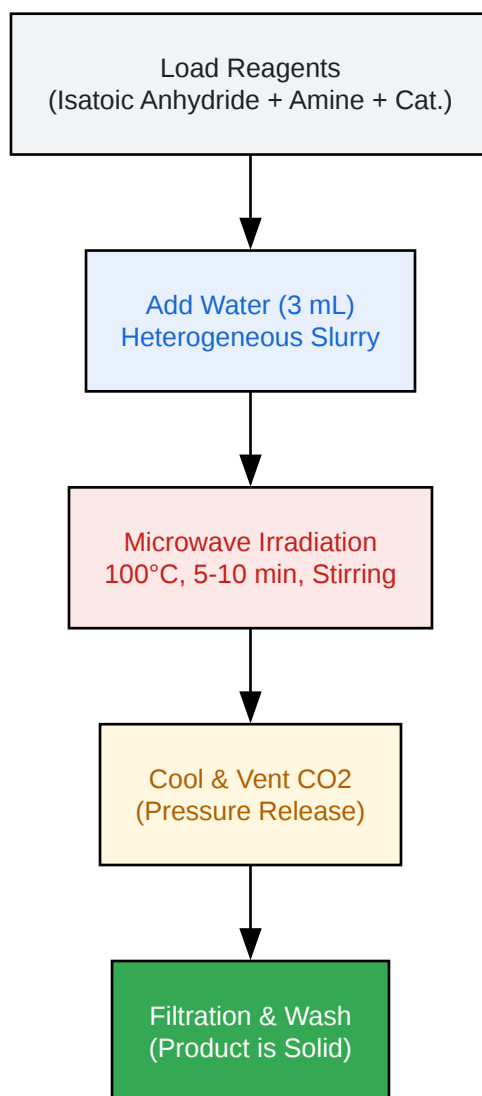 Load Reagents
(Isatoic Anhydride + Amine + Cat.)
Add Water (3 mL)
Heterogeneous Slurry
Microwave Irradiation
100°C, 5-10 min, Stirring
Cool & Vent CO2
(Pressure Release)
Filtration & Wash
(Product is Solid)